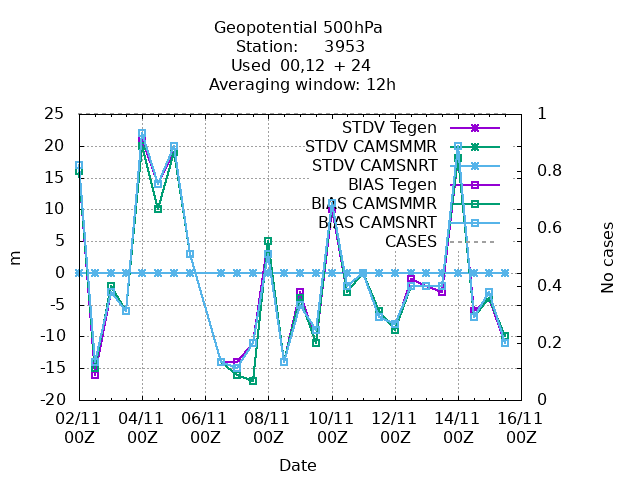 Geopotential 500hPa
Station: 3953
Used 00,12 + 24
Averaging window: 12h
STDV Tegen
STDV CAMSMMR
STDV CAMSNRT
BIAS Tegen
BIAS CAMSMMR
BIAS CAMSNRT
CASES
25
20
15
10
5
0
-5
-10
-15
-20
m
1
0.8
0.6
0.4
0.2
0
No cases
02/11 04/11 06/11 08/11 10/11 12/11 14/11 16/11
00Z 00Z 00Z 00Z 00Z 00Z 00Z 00Z
Date